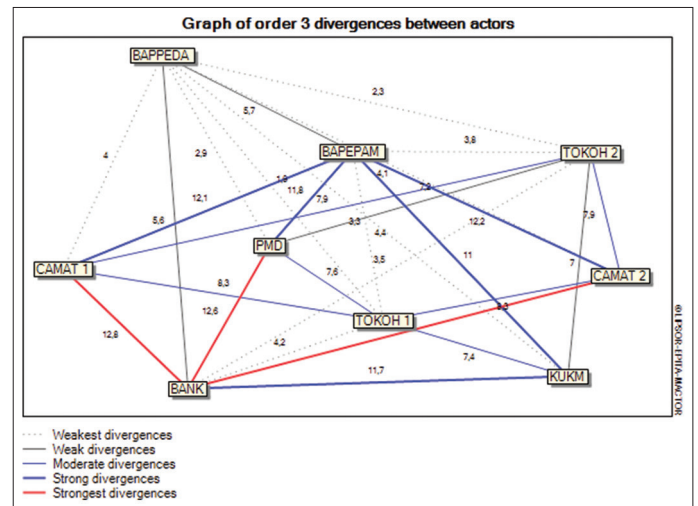 Graph of order 3 divergences between actors
BAPPEDA
2,3
5,7
3,8
4
2,9
BAPEPAM
TOKOH 2
1,9
4,1
12,1
11,8
7,9
5,6
3,3
4,4
12,2
7,9
PMD
11
3,5
7
CAMAT 1
7,6
CAMAT 2
8,3
12,6
TOKOH 1
12,8
4,2
7,4
BANK
11,7
KUKM
©LIPSOR-EPITA-MACTOR
Weakest divergences
Weak divergences
Moderate divergences
Strong divergences
Strongest divergences